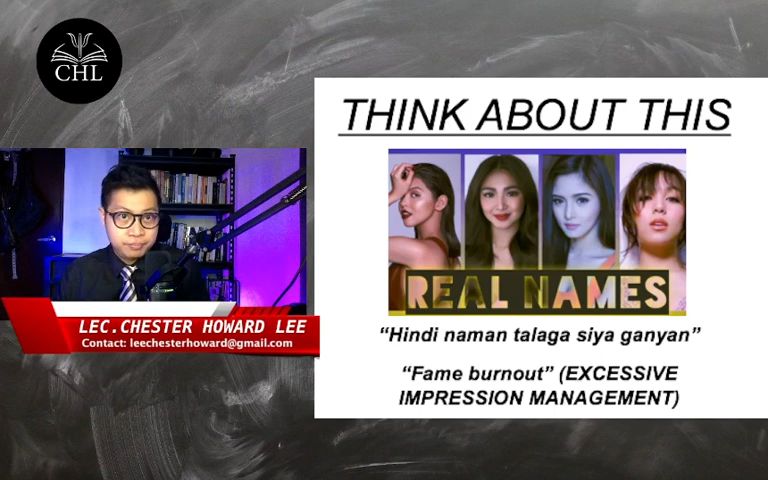 CHL
THINK ABOUT THIS
REAL NAMES
“Hindi naman talaga siya ganyan”
“Fame burnout” (EXCESSIVE
IMPRESSION MANAGEMENT)
LEC.CHESTER HOWARD LEE
Contact: leechesterhoward@gmail.com